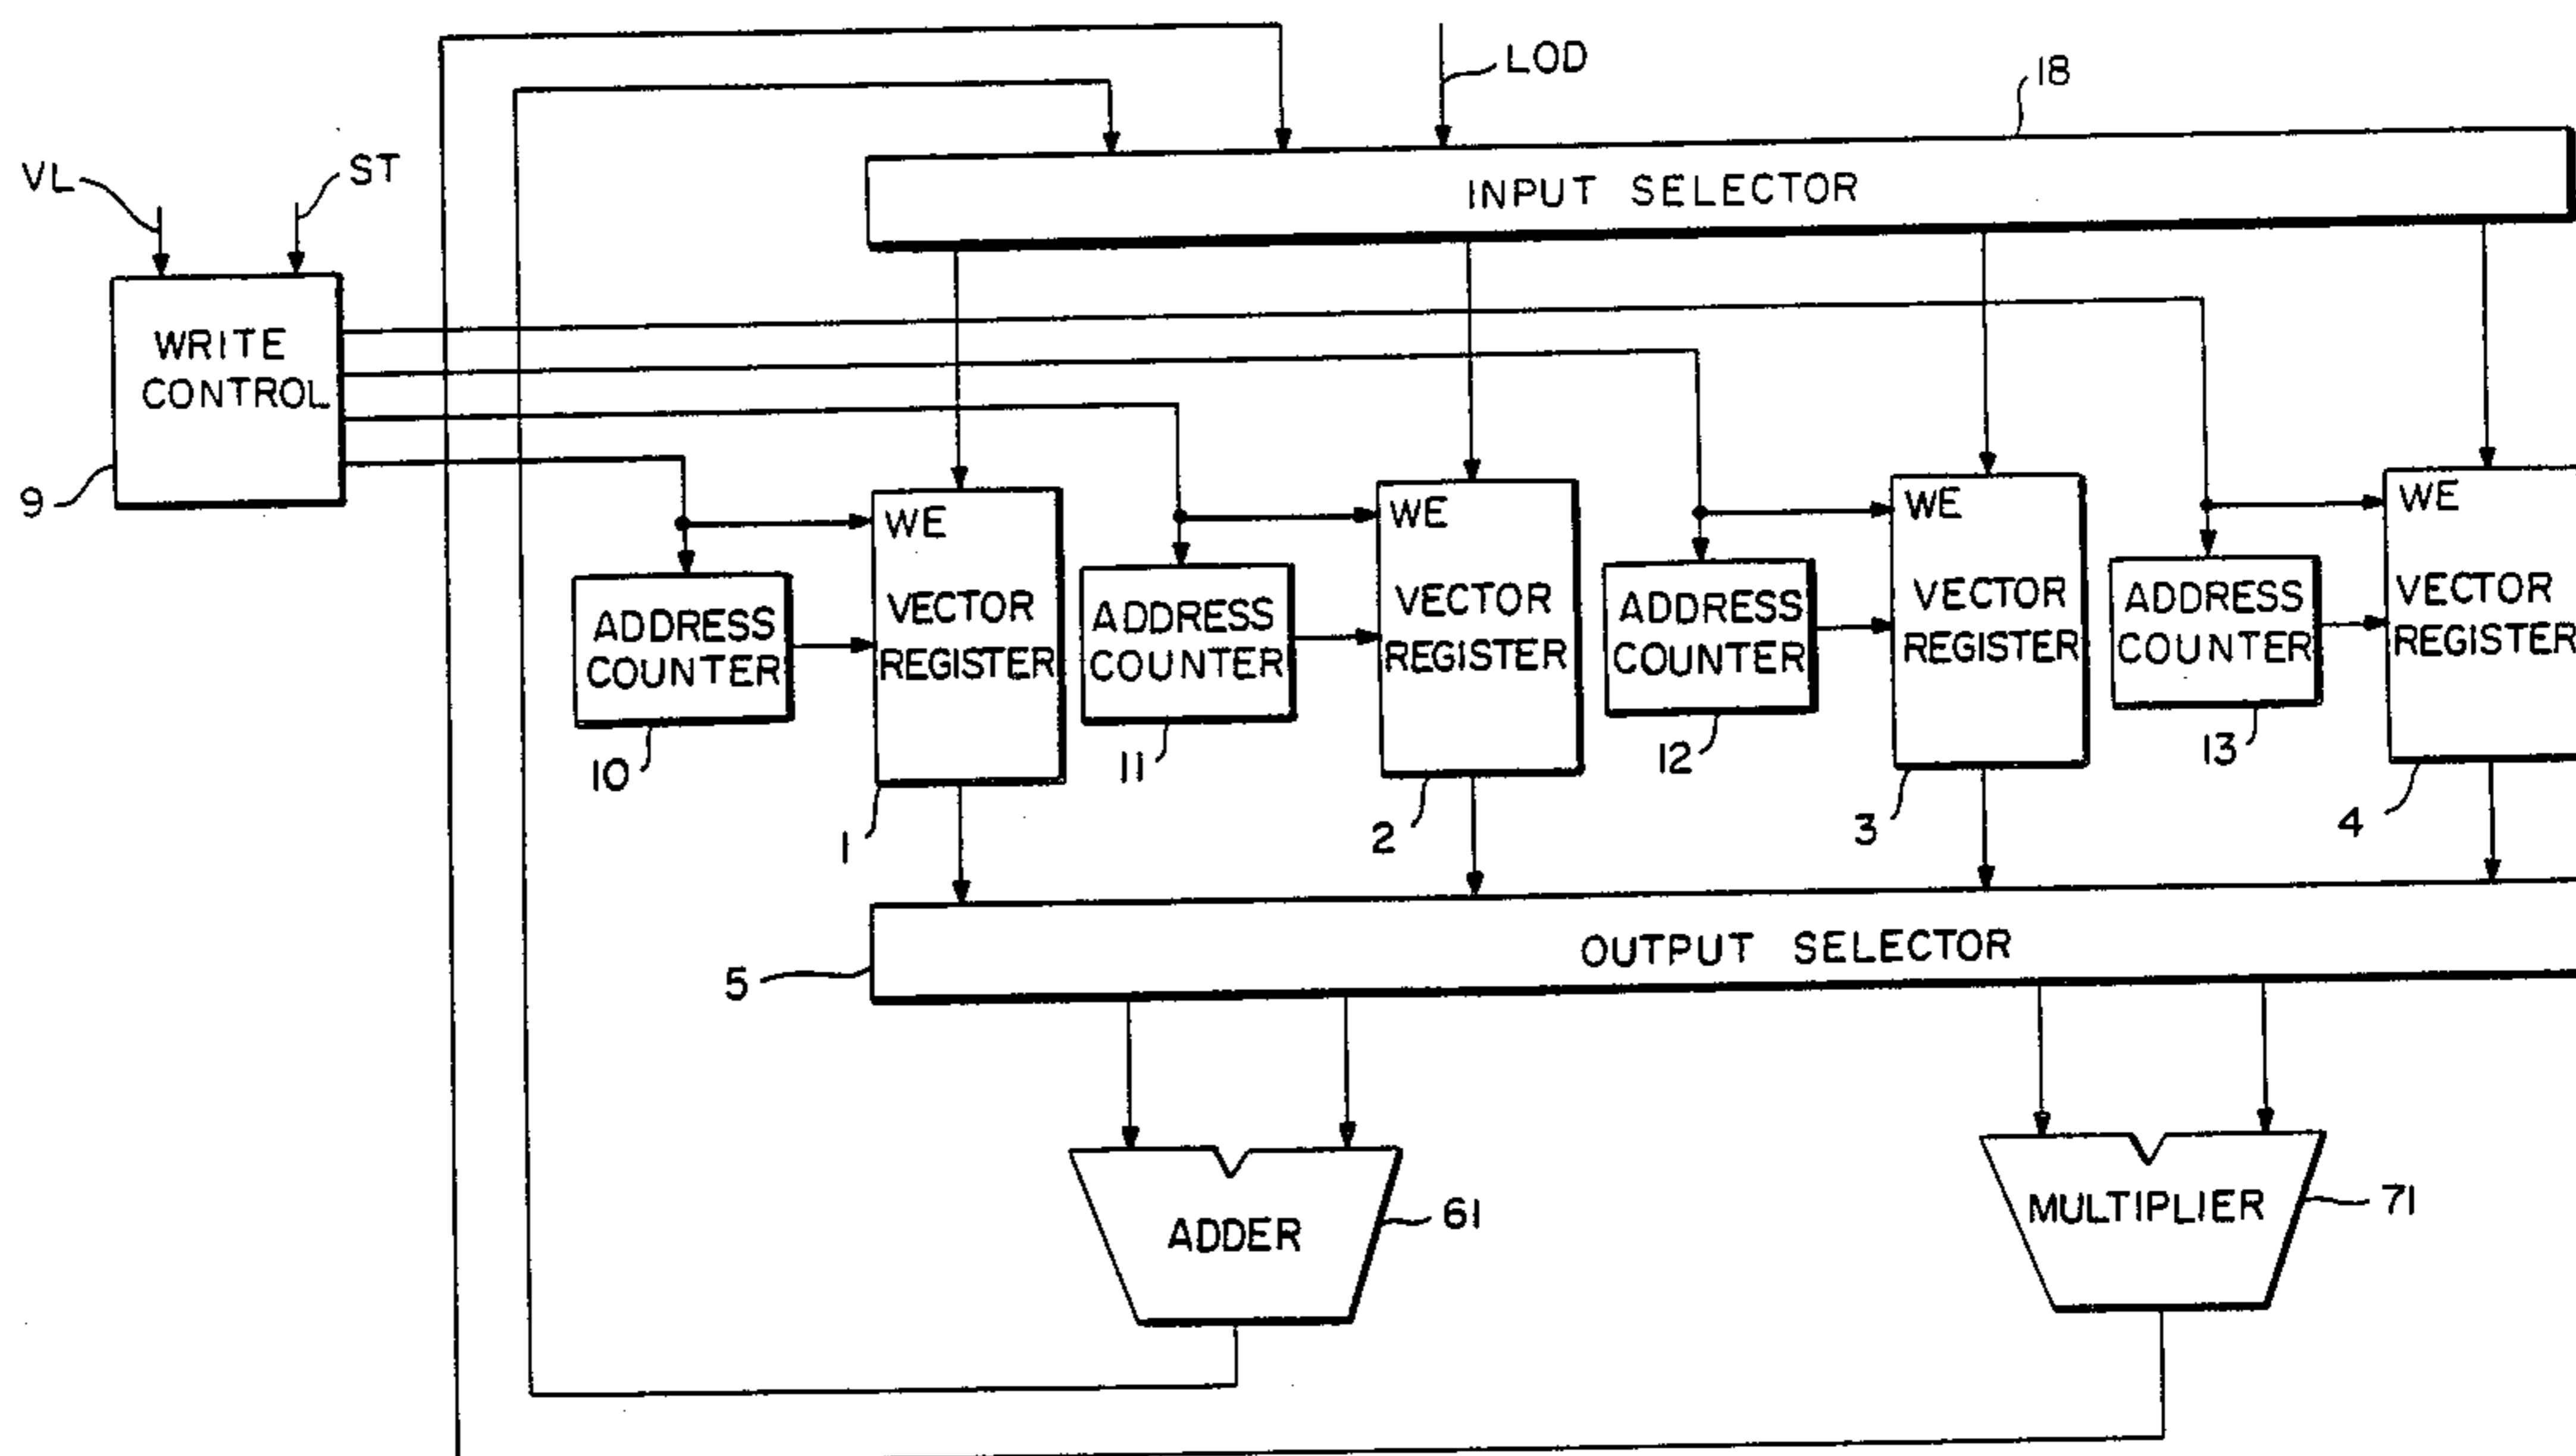 LOD
18
VL
ST
INPUT SELECTOR
WRITE
CONTROL
9
WE
WE
WE
WE
VECTOR
REGISTER
VECTOR
REGISTER
VECTOR
REGISTER
VECTOR
REGISTER
ADDRESS
COUNTER
ADDRESS
COUNTER
ADDRESS
COUNTER
ADDRESS
COUNTER
10
11
12
13
1
2
3
4
5
OUTPUT SELECTOR
ADDER
61
MULTIPLIER
71